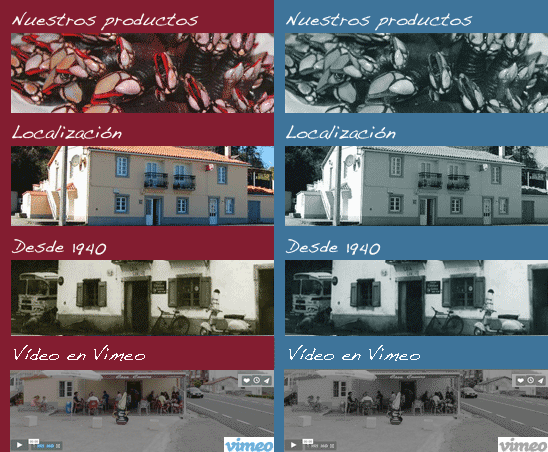 Nuestros productos
Localización
Desde 1940
Vídeo en Vimeo
vimeo
Nuestros productos
Localización
Desde 1940
Vídeo en Vimeo
vimeo